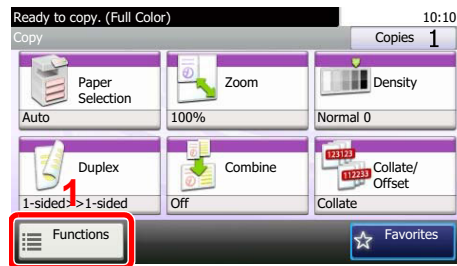 Ready to copy. (Full Color)
10:10
Copy
Copies 1
Paper
Selection
Auto
Zoom
100%
Density
Normal 0
Duplex
1-sided>>1-sided
Combine
Off
123123
112233
Collate/
Offset
Collate
1
Functions
Favorites